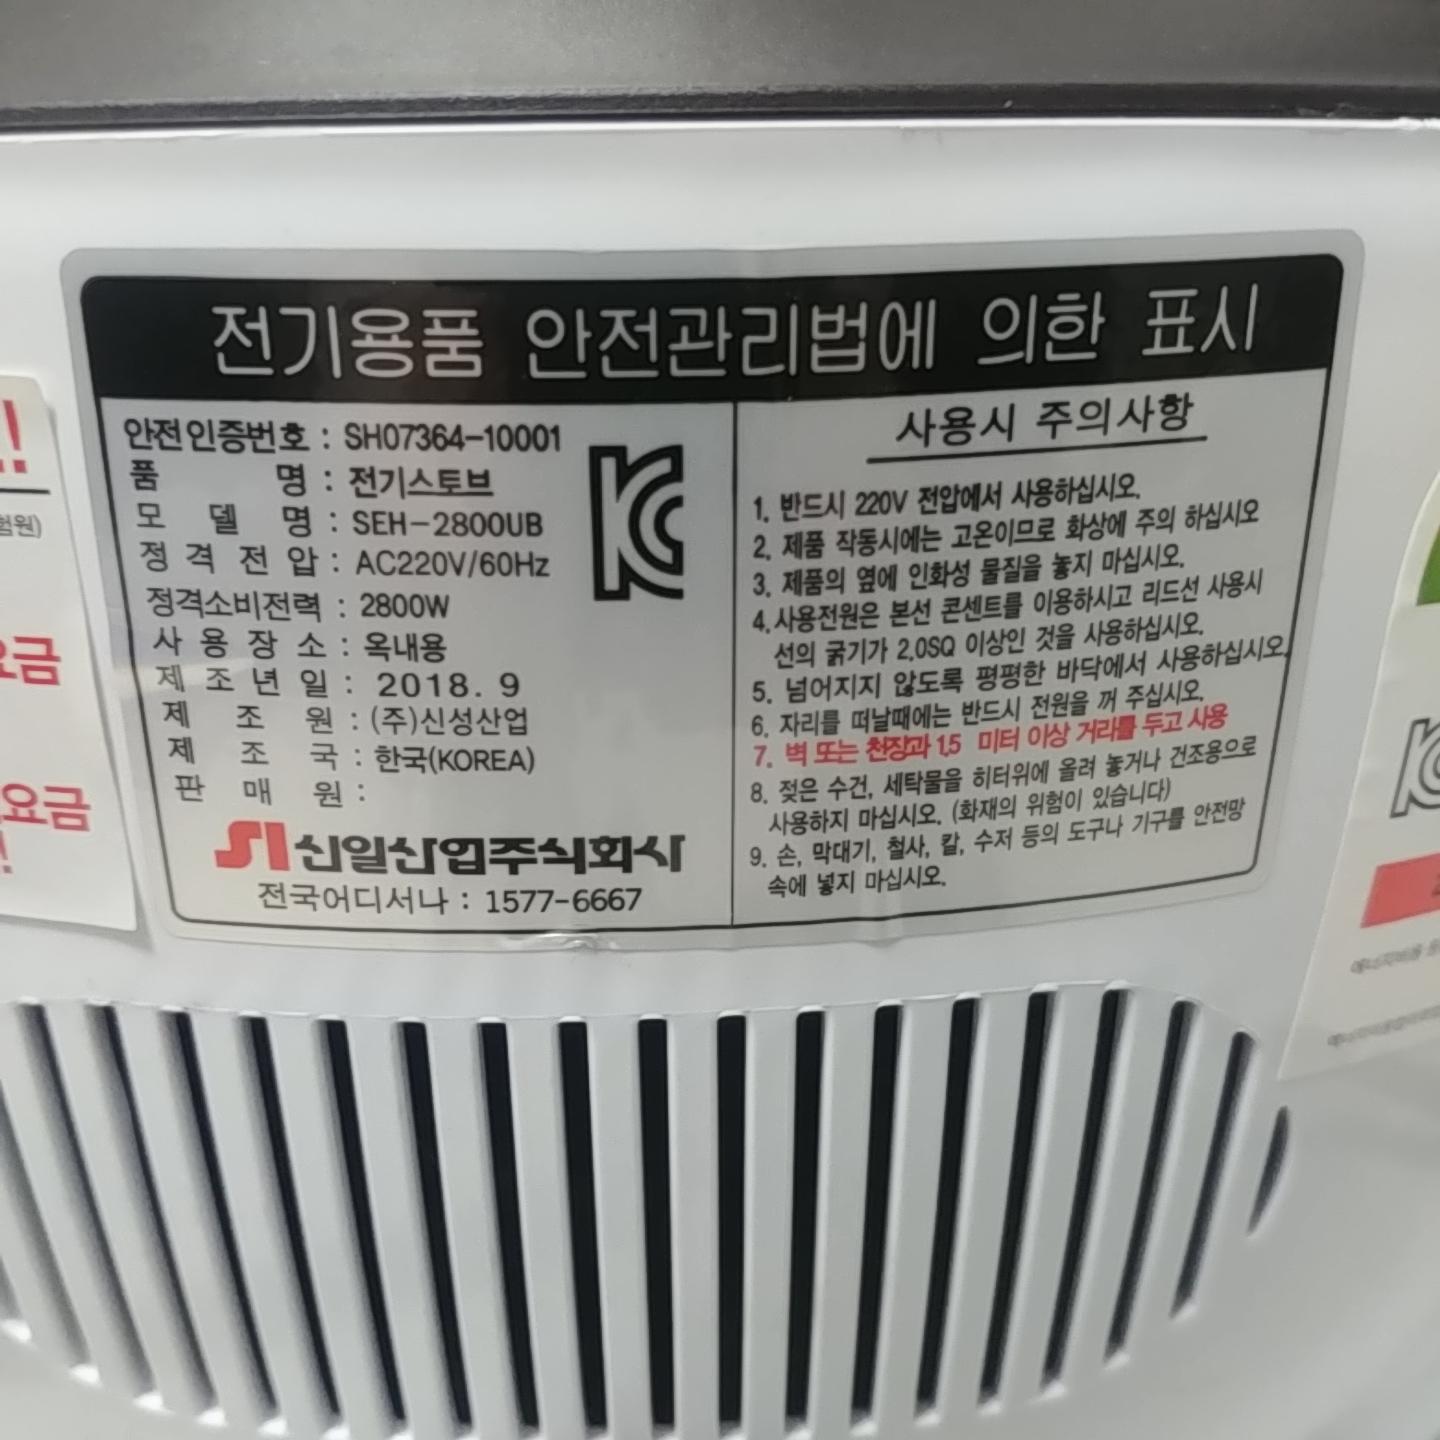 전기용품 안전관리법에 의한 표시
안전인증번호 : SH07364-10001
품 명 : 전기스토브
모 델 명 : SEH-2800UB
정 격 전 압 : AC220V/60Hz
정격소비전력 : 2800W
사 용 장 소 : 옥내용
제 조 년 일 : 2018. 9
제 조 원 : (주)신성산업
제 조 국 : 한국(KOREA)
판 매 원 :
SI 신일산업주식회사
전국어디서나 : 1577-6667
사용시 주의사항
1. 반드시 220V 전압에서 사용하십시오.
2. 제품 작동시에는 고온이므로 화상에 주의 하십시오
3. 제품의 옆에 인화성 물질을 놓지 마십시오.
4. 사용전원은 본선 콘센트를 이용하시고 리드선 사용시
선의 굵기가 2.0SQ 이상인 것을 사용하십시오.
5. 넘어지지 않도록 평평한 바닥에서 사용하십시오.
6. 자리를 떠날때에는 반드시 전원을 꺼 주십시오.
7. 벽 또는 천장과 1.5 미터 이상 거리를 두고 사용
8. 젖은 수건, 세탁물을 히터위에 올려 놓거나 건조용으로
사용하지 마십시오. (화재의 위험이 있습니다)
9. 손, 막대기, 철사, 칼, 수저 등의 도구나 기구를 안전망
속에 넣지 마십시오.
험원)
요금
요금